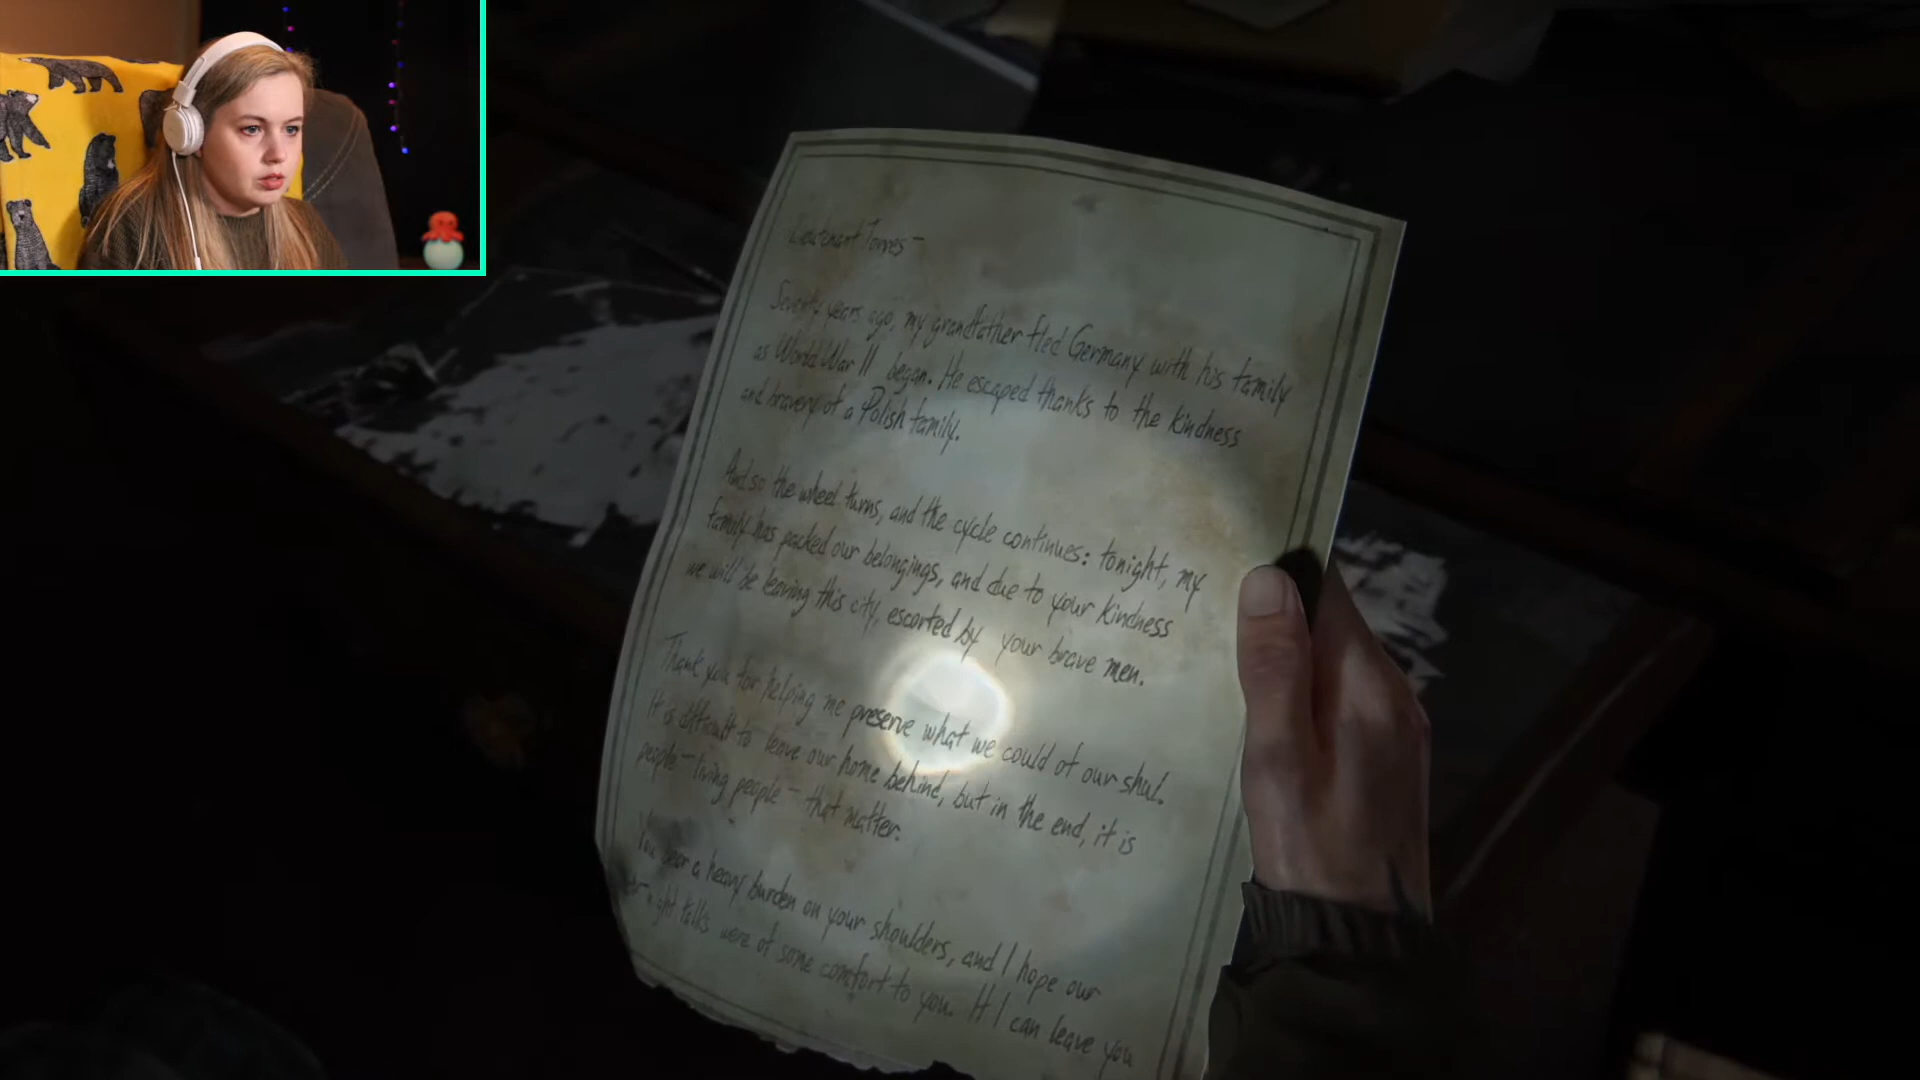 Lieutenant Torres -
Seventy years ago, my grandfather fled Germany with his family
as World War II began. He escaped thanks to the kindness
and bravery of a Polish family.
And so the wheel turns, and the cycle continues: tonight, my
family has packed our belongings, and due to your kindness
we will be leaving this city, escorted by your brave men.
Thank you for helping me preserve what we could of our shul.
It is difficult to leave our home behind, but in the end, it is
people - living people - that matter.
You bear a heavy burden on your shoulders, and I hope our
night talks were of some comfort to you. If I can leave you